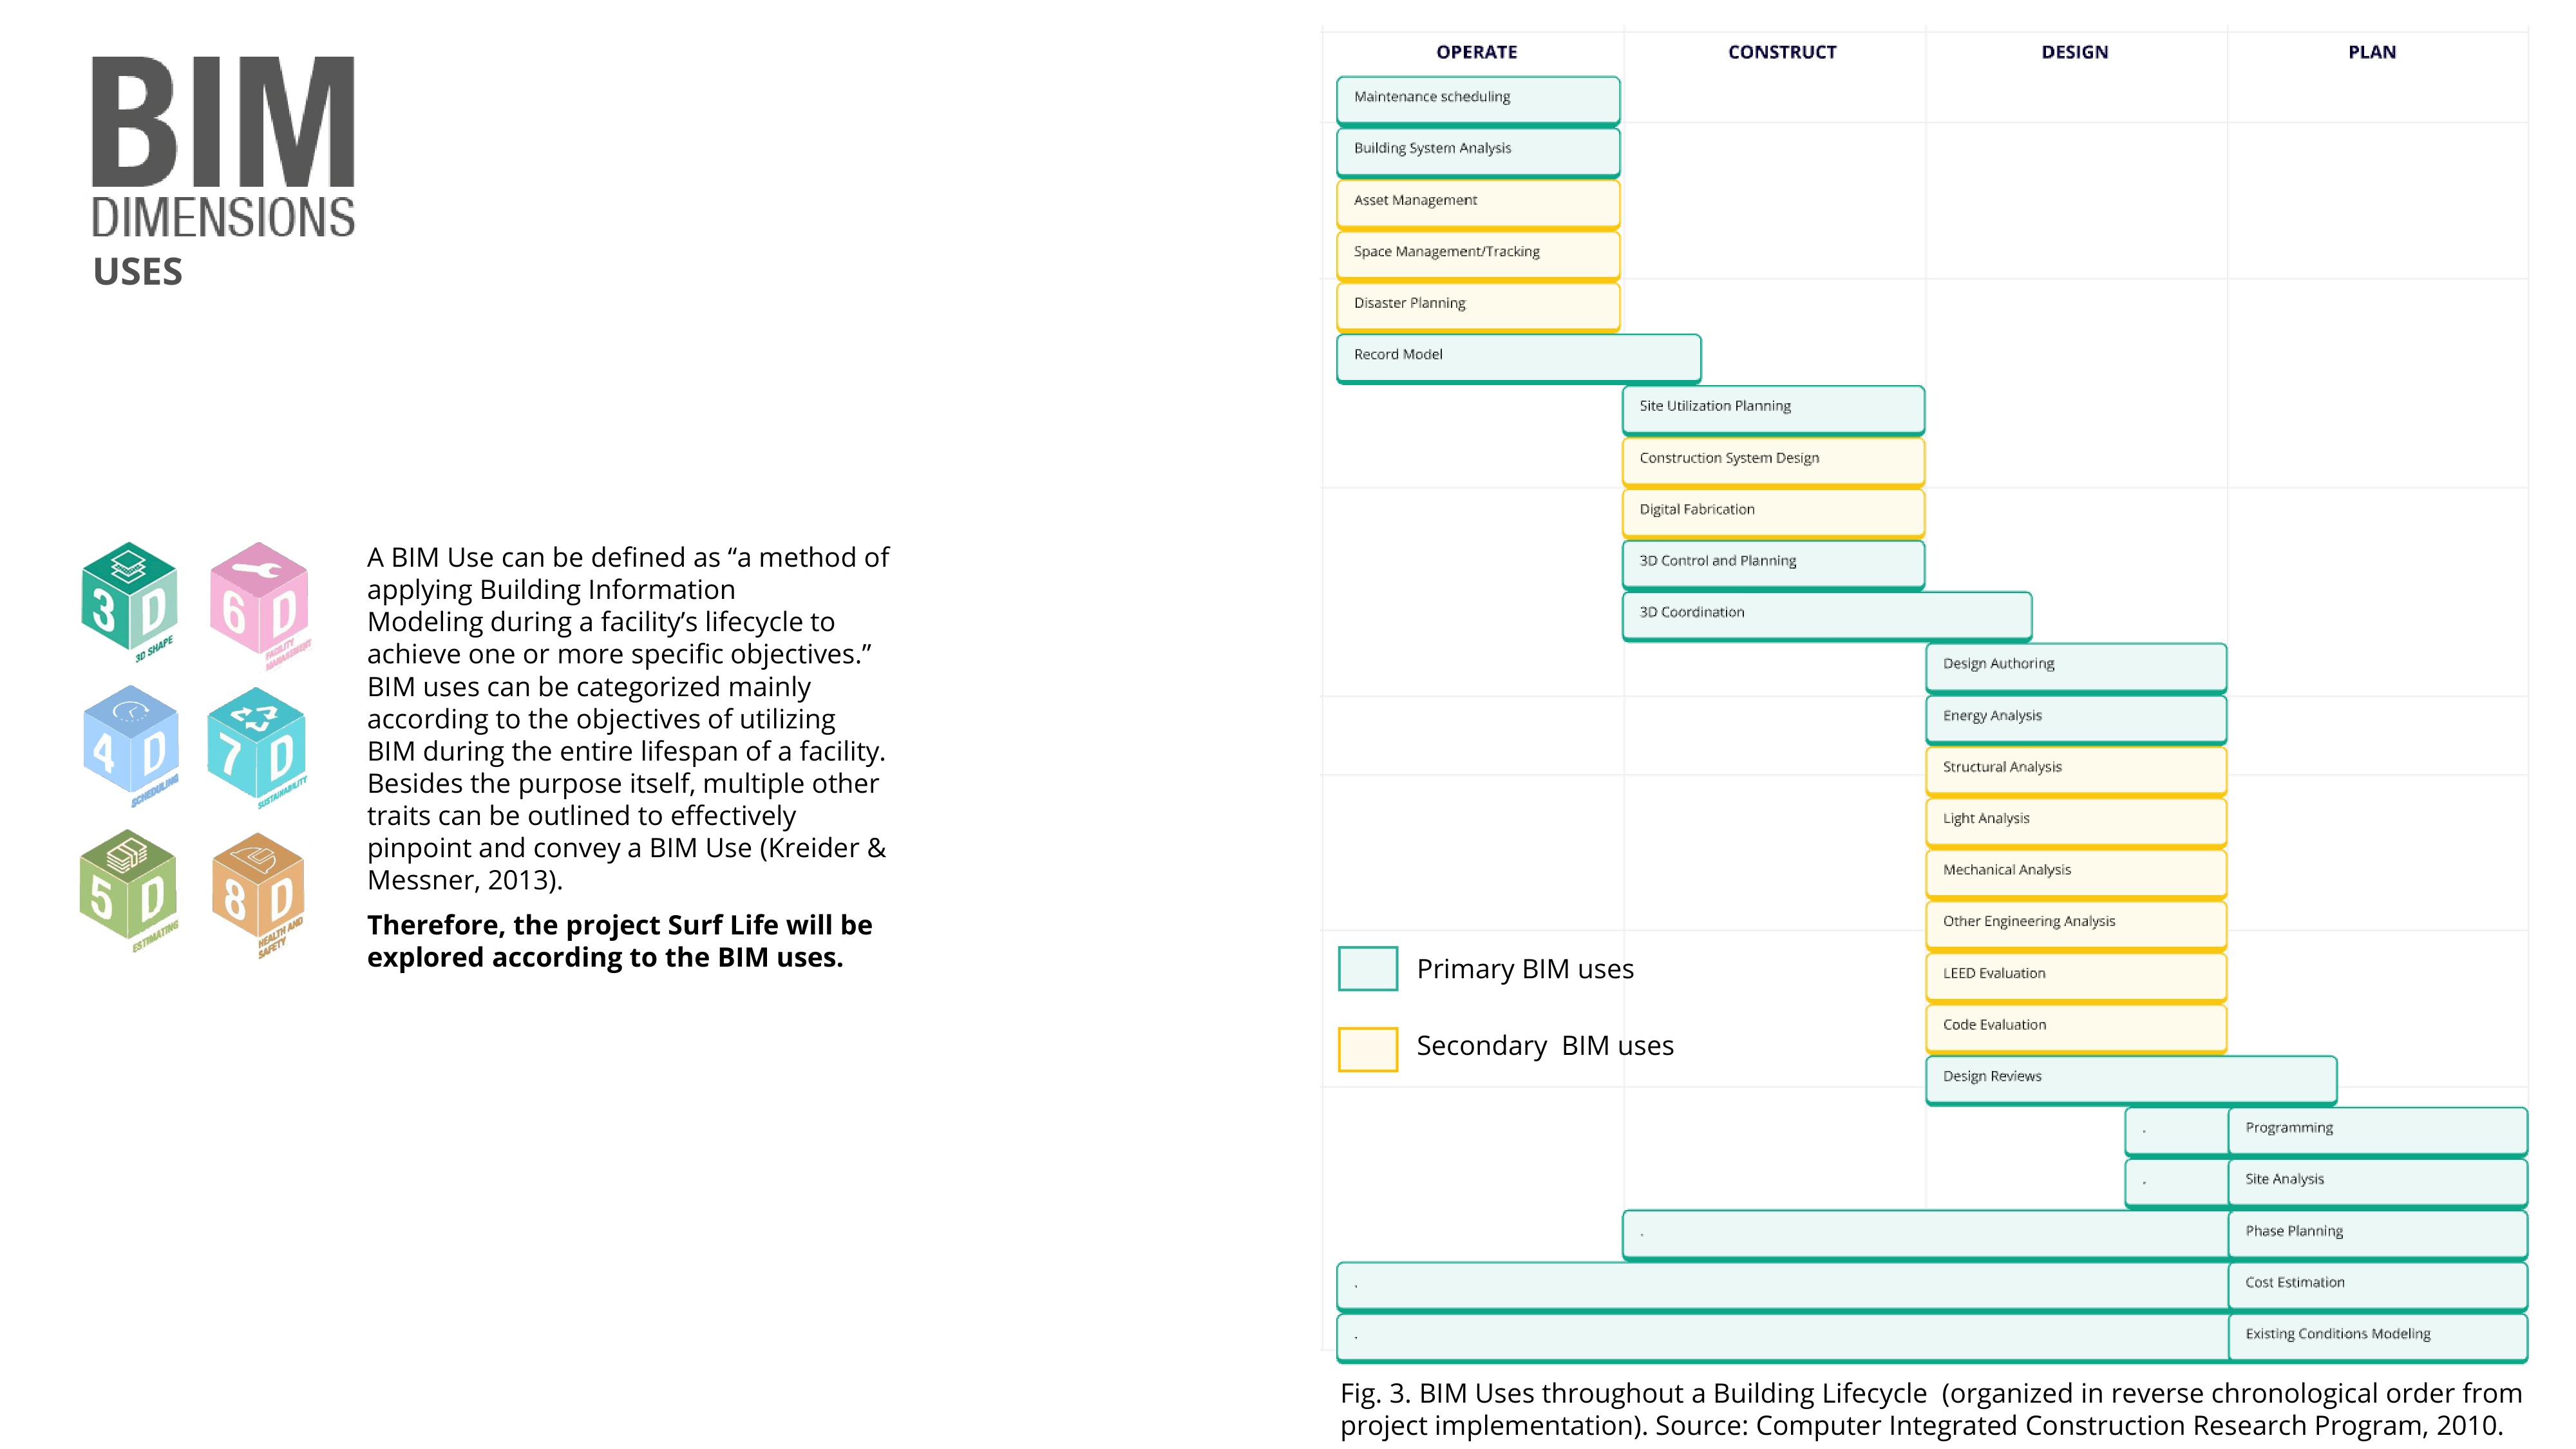 BIM
DIMENSIONS
USES
3D
3D SHAPE
6D
FACILITY
MANAGEMENT
4D
SCHEDULING
7D
SUSTAINABILITY
5D
ESTIMATING
8D
HEALTH AND
SAFETY
A BIM Use can be defined as “a method of
applying Building Information
Modeling during a facility’s lifecycle to
achieve one or more specific objectives.”
BIM uses can be categorized mainly
according to the objectives of utilizing
BIM during the entire lifespan of a facility.
Besides the purpose itself, multiple other
traits can be outlined to effectively
pinpoint and convey a BIM Use (Kreider &
Messner, 2013).
Therefore, the project Surf Life will be
explored according to the BIM uses.
OPERATE CONSTRUCT DESIGN PLAN
Maintenance scheduling
Building System Analysis
Asset Management
Space Management/Tracking
Disaster Planning
Record Model
Site Utilization Planning
Construction System Design
Digital Fabrication
3D Control and Planning
3D Coordination
Design Authoring
Energy Analysis
Structural Analysis
Light Analysis
Mechanical Analysis
Other Engineering Analysis
LEED Evaluation
Code Evaluation
Design Reviews
. Programming
. Site Analysis
. Phase Planning
. Cost Estimation
. Existing Conditions Modeling
Primary BIM uses
Secondary  BIM uses
Fig. 3. BIM Uses throughout a Building Lifecycle  (organized in reverse chronological order from
project implementation). Source: Computer Integrated Construction Research Program, 2010.